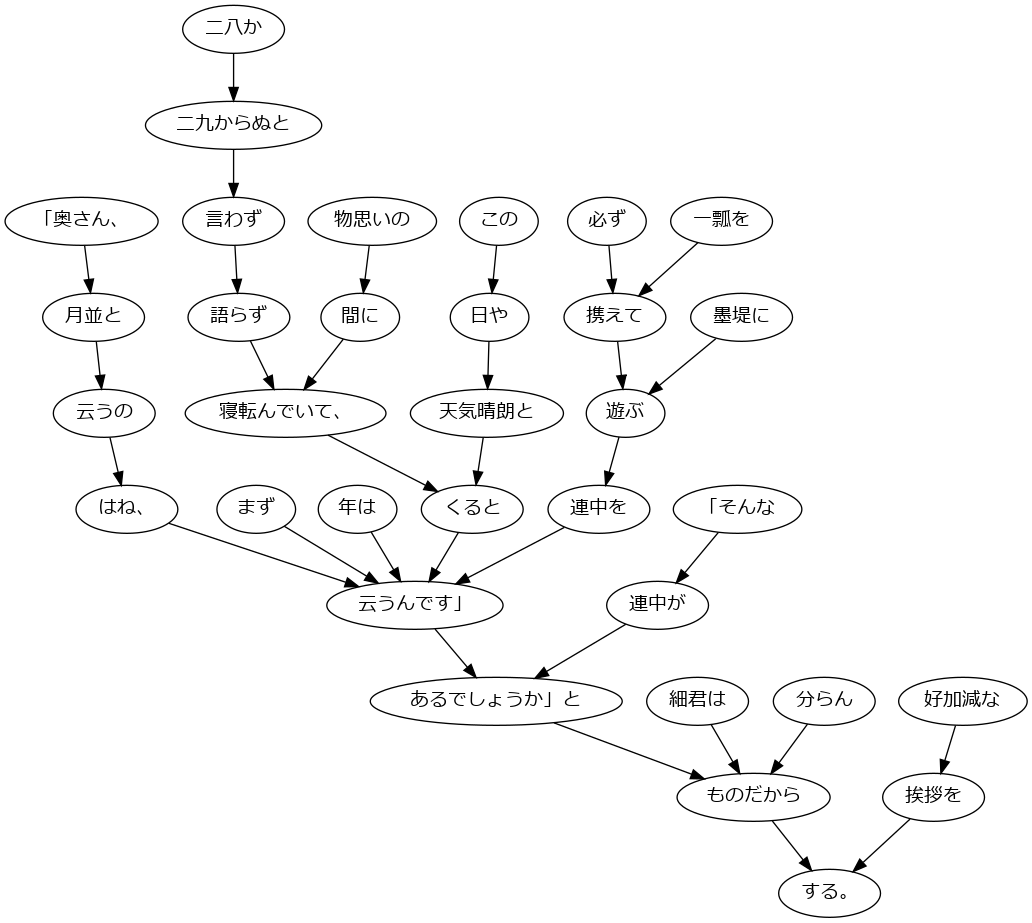 二八か
二九からぬと
「奥さん、
言わず
物思いの
この
必ず
一瓢を
月並と
語らず
間に
日や
携えて
墨堤に
云うの
寝転んでいて、
天気晴朗と
遊ぶ
はね、
まず
年は
くると
連中を
「そんな
云うんです」
連中が
あるでしょうか」と
細君は
分らん
好加減な
ものだから
挨拶を
する。